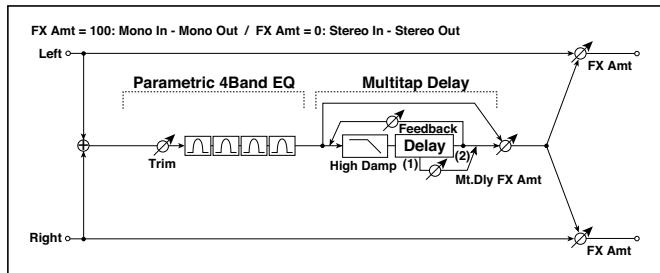 FX Amt = 100: Mono In - Mono Out / FX Amt = 0: Stereo In - Stereo Out
Left
FX Amt
Parametric 4Band EQ
Multitap Delay
Feedback
Trim
High Damp
Delay
(1)
(2)
Mt.Dly FX Amt
Right
FX Amt